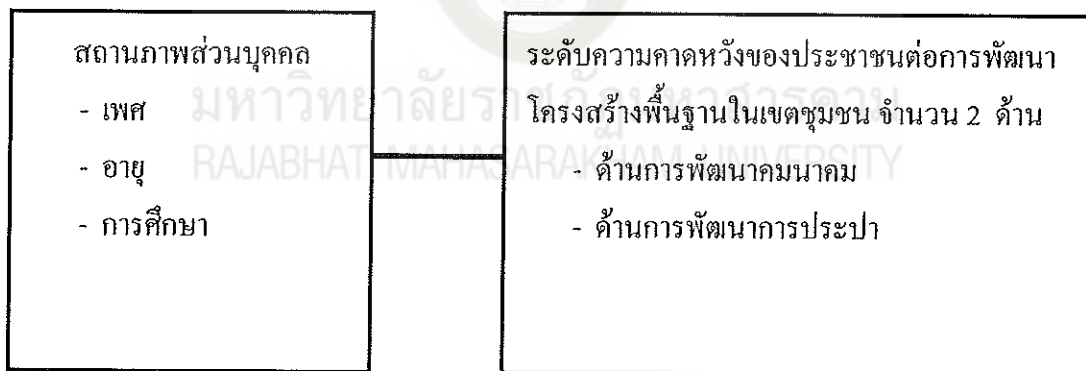 สถานภาพส่วนบุคคล
- เพศ
- อายุ
- การศึกษา
ระดับความคาดหวังของประชาชนต่อการพัฒนา
โครงสร้างพื้นฐานในเขตชุมชน จำนวน 2 ด้าน
- ด้านการพัฒนาคมนาคม
- ด้านการพัฒนาการประปา
มหาวิทยาลัยราชภัฏมหาสารคาม
RAJABHAT MAHASARAKHAM UNIVERSITY